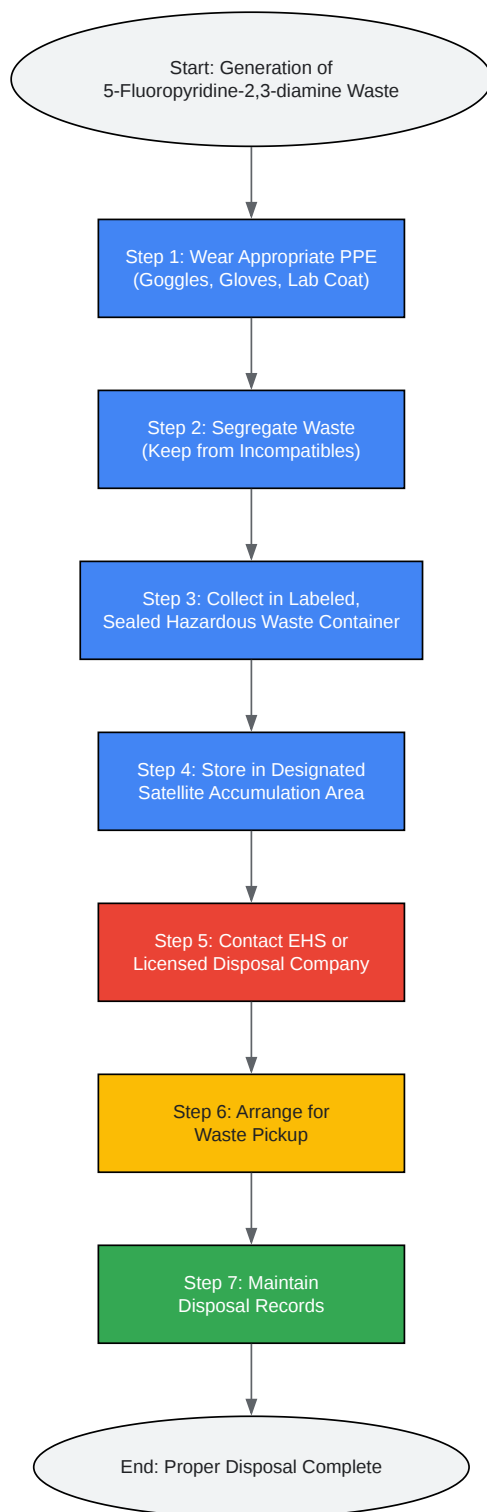 Start: Generation of
5-Fluoropyridine-2,3-diamine Waste
Step 1: Wear Appropriate PPE
(Goggles, Gloves, Lab Coat)
Step 2: Segregate Waste
(Keep from Incompatibles)
Step 3: Collect in Labeled,
Sealed Hazardous Waste Container
Step 4: Store in Designated
Satellite Accumulation Area
Step 5: Contact EHS or
Licensed Disposal Company
Step 6: Arrange for
Waste Pickup
Step 7: Maintain
Disposal Records
End: Proper Disposal Complete